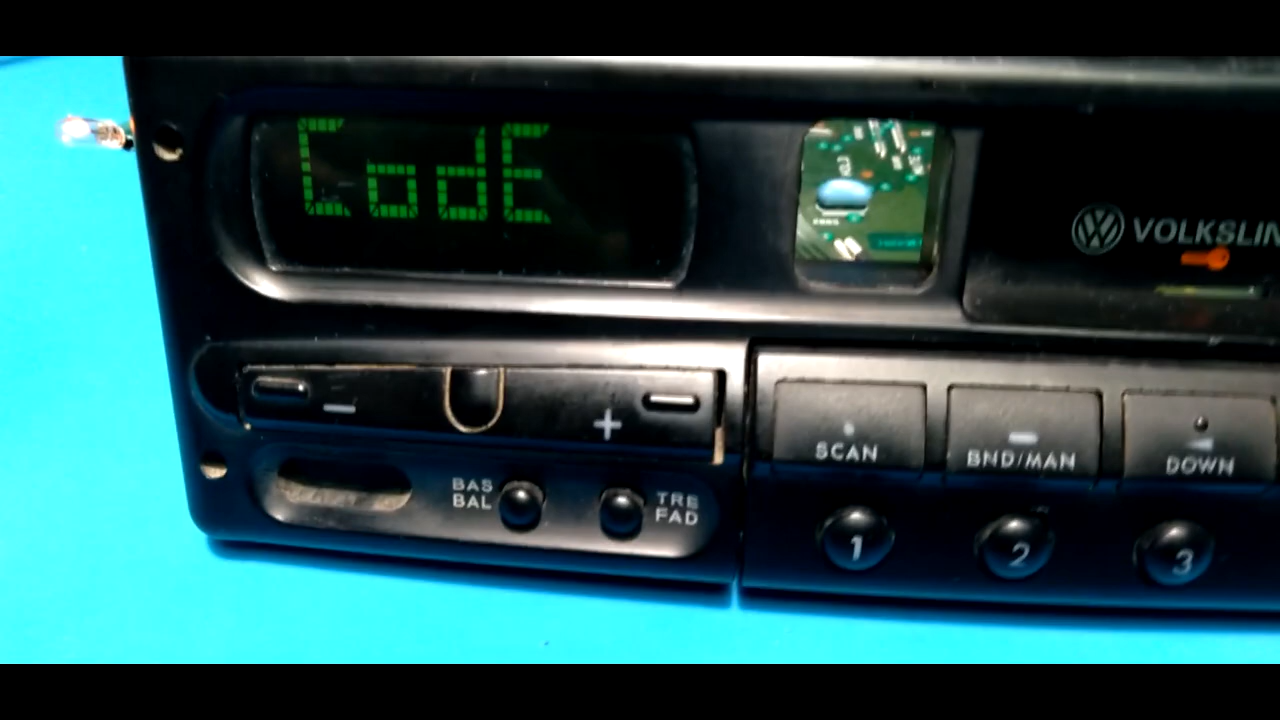 CodE
VOLKSLIN
BAS
BAL
TRE
FAD
SCAN
BND/MAN
DOWN
1
2
3